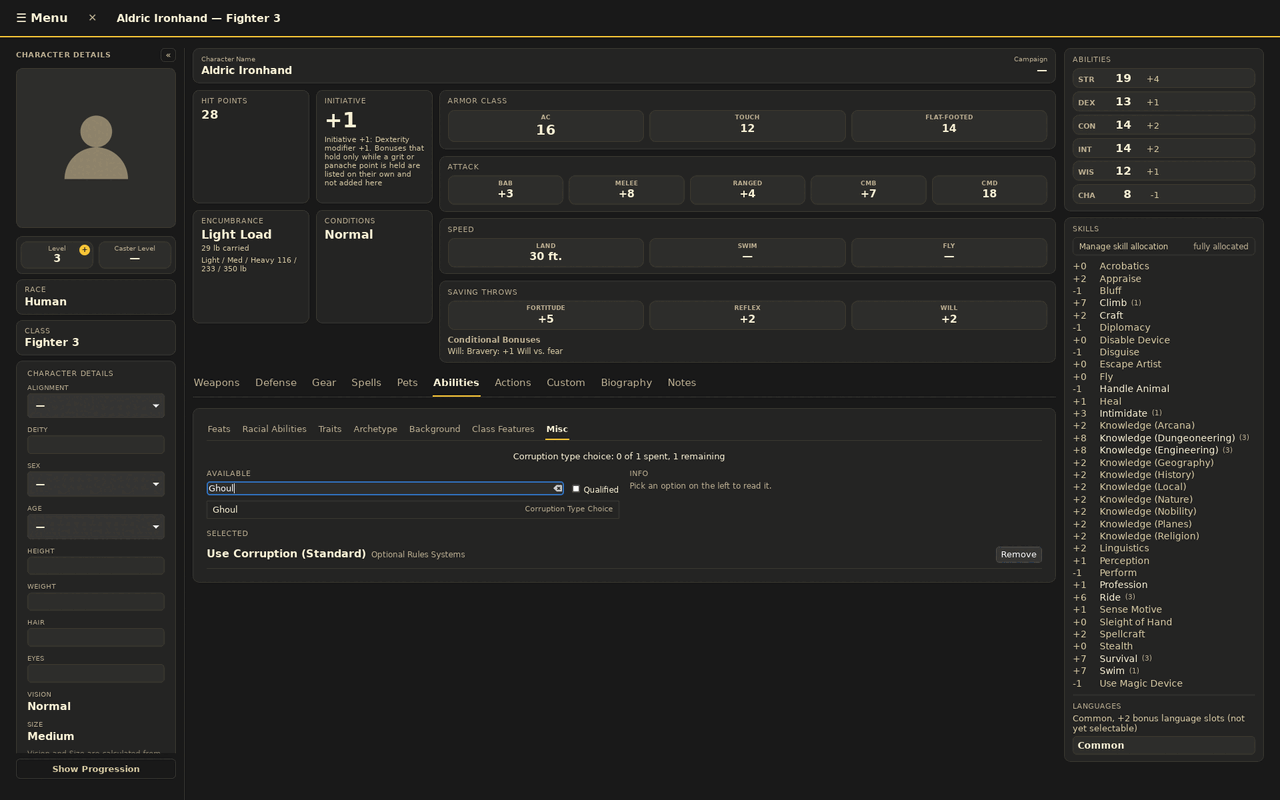 ☰ Menu × Aldric Ironhand — Fighter 3
CHARACTER DETAILS «
Level
3
+
Caster Level
—
RACE
Human
CLASS
Fighter 3
CHARACTER DETAILS
ALIGNMENT
—
DEITY
SEX
—
AGE
—
HEIGHT
WEIGHT
HAIR
EYES
VISION
Normal
SIZE
Medium
Show Progression
Character Name
Aldric Ironhand
Campaign
—
HIT POINTS
28
INITIATIVE
+1
Initiative +1: Dexterity
modifier +1. Bonuses that
hold only while a grit or
panache point is held are
listed on their own and
not added here
ENCUMBRANCE
Light Load
29 lb carried
Light / Med / Heavy 116 /
233 / 350 lb
CONDITIONS
Normal
ARMOR CLASS
AC
16
TOUCH
12
FLAT-FOOTED
14
ATTACK
BAB
+3
MELEE
+8
RANGED
+4
CMB
+7
CMD
18
SPEED
LAND
30 ft.
SWIM
—
FLY
—
SAVING THROWS
FORTITUDE
+5
REFLEX
+2
WILL
+2
Conditional Bonuses
Will: Bravery: +1 Will vs. fear
Weapons Defense Gear Spells Pets Abilities Actions Custom Biography Notes
Feats Racial Abilities Traits Archetype Background Class Features Misc
Corruption type choice: 0 of 1 spent, 1 remaining
AVAILABLE
Ghoul
Qualified
Ghoul Corruption Type Choice
INFO
Pick an option on the left to read it.
SELECTED
Use Corruption (Standard) Optional Rules Systems Remove
ABILITIES
STR 19 +4
DEX 13 +1
CON 14 +2
INT 14 +2
WIS 12 +1
CHA 8 -1
SKILLS
Manage skill allocation fully allocated
+0 Acrobatics
+2 Appraise
-1 Bluff
+7 Climb (1)
+2 Craft
-1 Diplomacy
+0 Disable Device
-1 Disguise
+0 Escape Artist
+0 Fly
-1 Handle Animal
+1 Heal
+3 Intimidate (1)
+2 Knowledge (Arcana)
+8 Knowledge (Dungeoneering) (3)
+8 Knowledge (Engineering) (3)
+2 Knowledge (Geography)
+2 Knowledge (History)
+2 Knowledge (Local)
+2 Knowledge (Nature)
+2 Knowledge (Nobility)
+2 Knowledge (Planes)
+2 Knowledge (Religion)
+2 Linguistics
+1 Perception
-1 Perform
+1 Profession
+6 Ride (3)
+1 Sense Motive
+0 Sleight of Hand
+2 Spellcraft
+0 Stealth
+7 Survival (3)
+7 Swim (1)
-1 Use Magic Device
LANGUAGES
Common, +2 bonus language slots (not
yet selectable)
Common